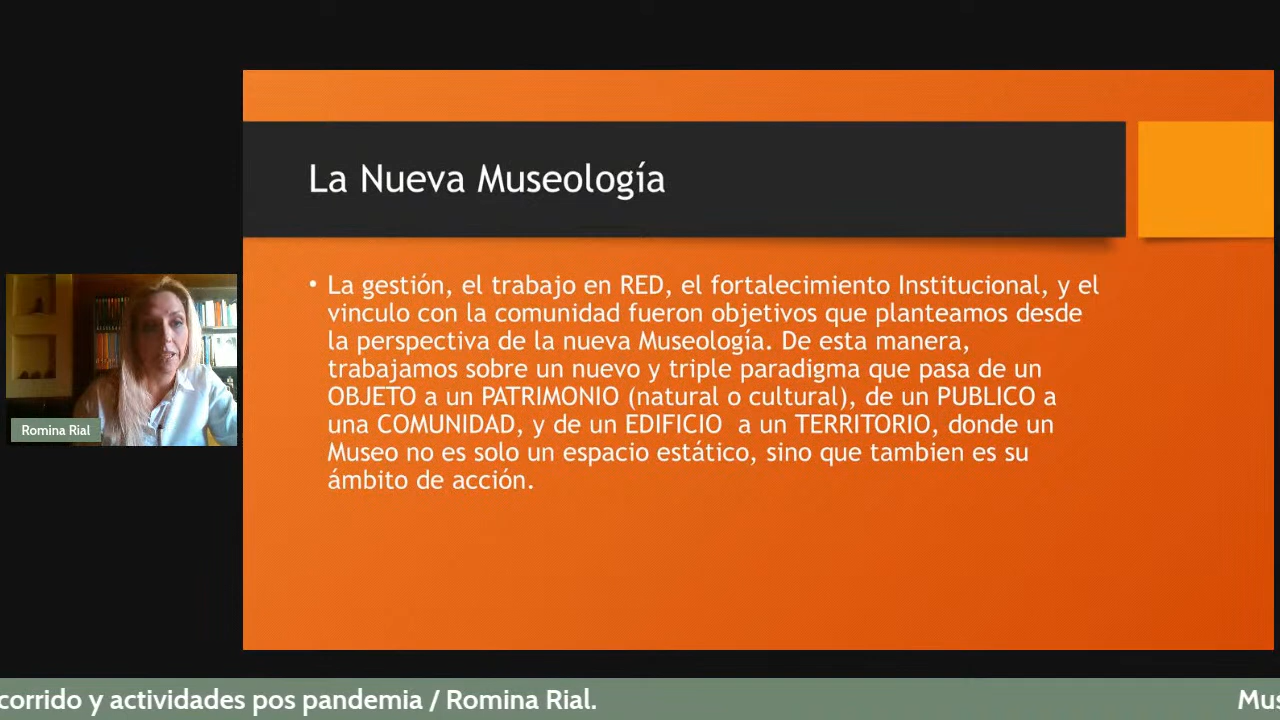 La Nueva Museología
• La gestión, el trabajo en RED, el fortalecimiento Institucional, y el
vinculo con la comunidad fueron objetivos que planteamos desde
la perspectiva de la nueva Museología. De esta manera,
trabajamos sobre un nuevo y triple paradigma que pasa de un
OBJETO a un PATRIMONIO (natural o cultural), de un PUBLICO a
una COMUNIDAD, y de un EDIFICIO a un TERRITORIO, donde un
Museo no es solo un espacio estático, sino que tambien es su
ámbito de acción.
Romina Rial
corrido y actividades pos pandemia / Romina Rial.
Mus